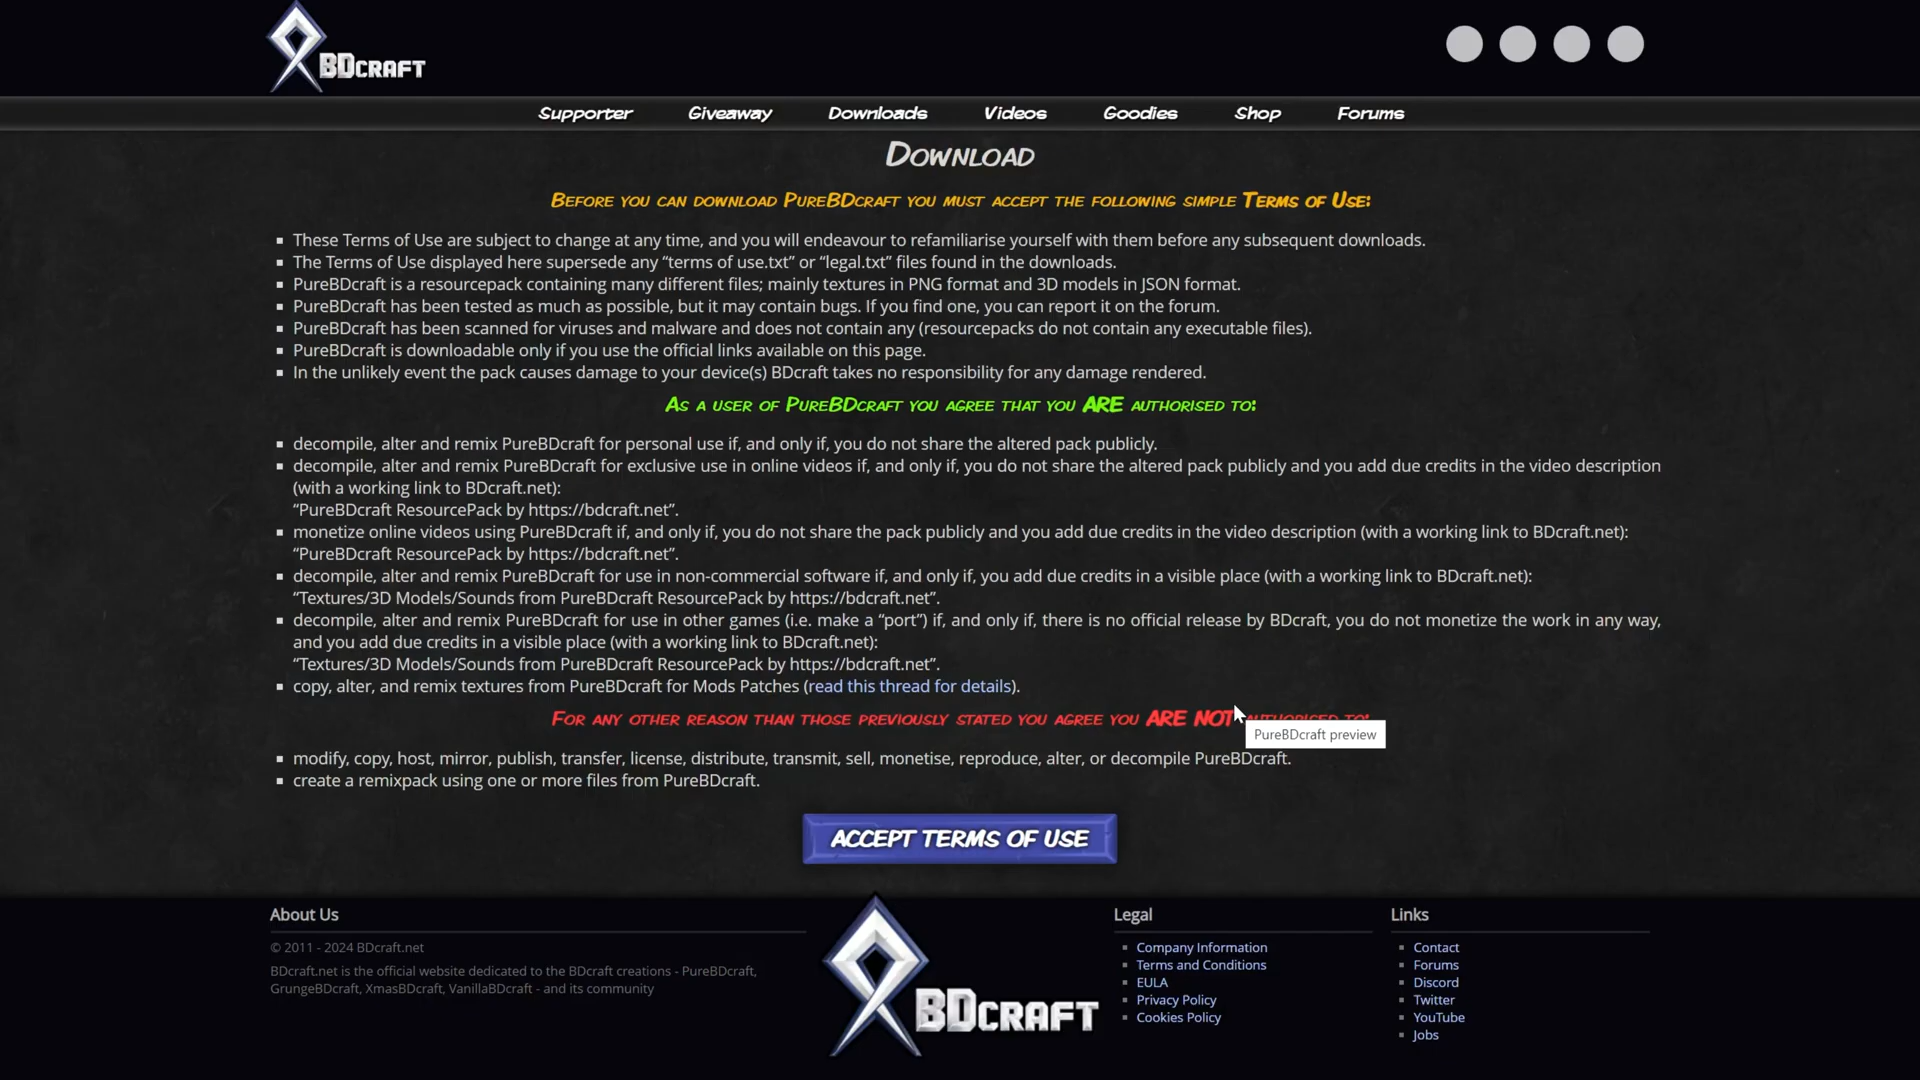 BDCRAFT
Supporter
Giveaway
Downloads
Videos
Goodies
Shop
Forums
DOWNLOAD
BEFORE YOU CAN DOWNLOAD PUREBDCRAFT YOU MUST ACCEPT THE FOLLOWING SIMPLE TERMS OF USE:
These Terms of Use are subject to change at any time, and you will endeavour to refamiliarise yourself with them before any subsequent downloads.
The Terms of Use displayed here supersede any “terms of use.txt” or “legal.txt” files found in the downloads.
PureBDcraft is a resourcepack containing many different files; mainly textures in PNG format and 3D models in JSON format.
PureBDcraft has been tested as much as possible, but it may contain bugs. If you find one, you can report it on the forum.
PureBDcraft has been scanned for viruses and malware and does not contain any (resourcepacks do not contain any executable files).
PureBDcraft is downloadable only if you use the official links available on this page.
In the unlikely event the pack causes damage to your device(s) BDcraft takes no responsibility for any damage rendered.
AS A USER OF PUREBDCRAFT YOU AGREE THAT YOU ARE AUTHORISED TO:
decompile, alter and remix PureBDcraft for personal use if, and only if, you do not share the altered pack publicly.
decompile, alter and remix PureBDcraft for exclusive use in online videos if, and only if, you do not share the altered pack publicly and you add due credits in the video description
(with a working link to BDcraft.net):
“PureBDcraft ResourcePack by https://bdcraft.net”.
monetize online videos using PureBDcraft if, and only if, you do not share the pack publicly and you add due credits in the video description (with a working link to BDcraft.net):
“PureBDcraft ResourcePack by https://bdcraft.net”.
decompile, alter and remix PureBDcraft for use in non-commercial software if, and only if, you add due credits in a visible place (with a working link to BDcraft.net):
“Textures/3D Models/Sounds from PureBDcraft ResourcePack by https://bdcraft.net”.
decompile, alter and remix PureBDcraft for use in other games (i.e. make a “port”) if, and only if, there is no official release by BDcraft, you do not monetize the work in any way,
and you add due credits in a visible place (with a working link to BDcraft.net):
“Textures/3D Models/Sounds from PureBDcraft ResourcePack by https://bdcraft.net”.
copy, alter, and remix textures from PureBDcraft for Mods Patches (read this thread for details).
FOR ANY OTHER REASON THAN THOSE PREVIOUSLY STATED YOU AGREE YOU ARE NOT AUTHORISED TO:
PureBDcraft preview
modify, copy, host, mirror, publish, transfer, license, distribute, transmit, sell, monetise, reproduce, alter, or decompile PureBDcraft.
create a remixpack using one or more files from PureBDcraft.
ACCEPT TERMS OF USE
About Us
© 2011 - 2024 BDcraft.net
BDcraft.net is the official website dedicated to the BDcraft creations - PureBDcraft,
GrungeBDcraft, XmasBDcraft, VanillaBDcraft - and its community
BDCRAFT
Legal
Company Information
Terms and Conditions
EULA
Privacy Policy
Cookies Policy
Links
Contact
Forums
Discord
Twitter
YouTube
Jobs